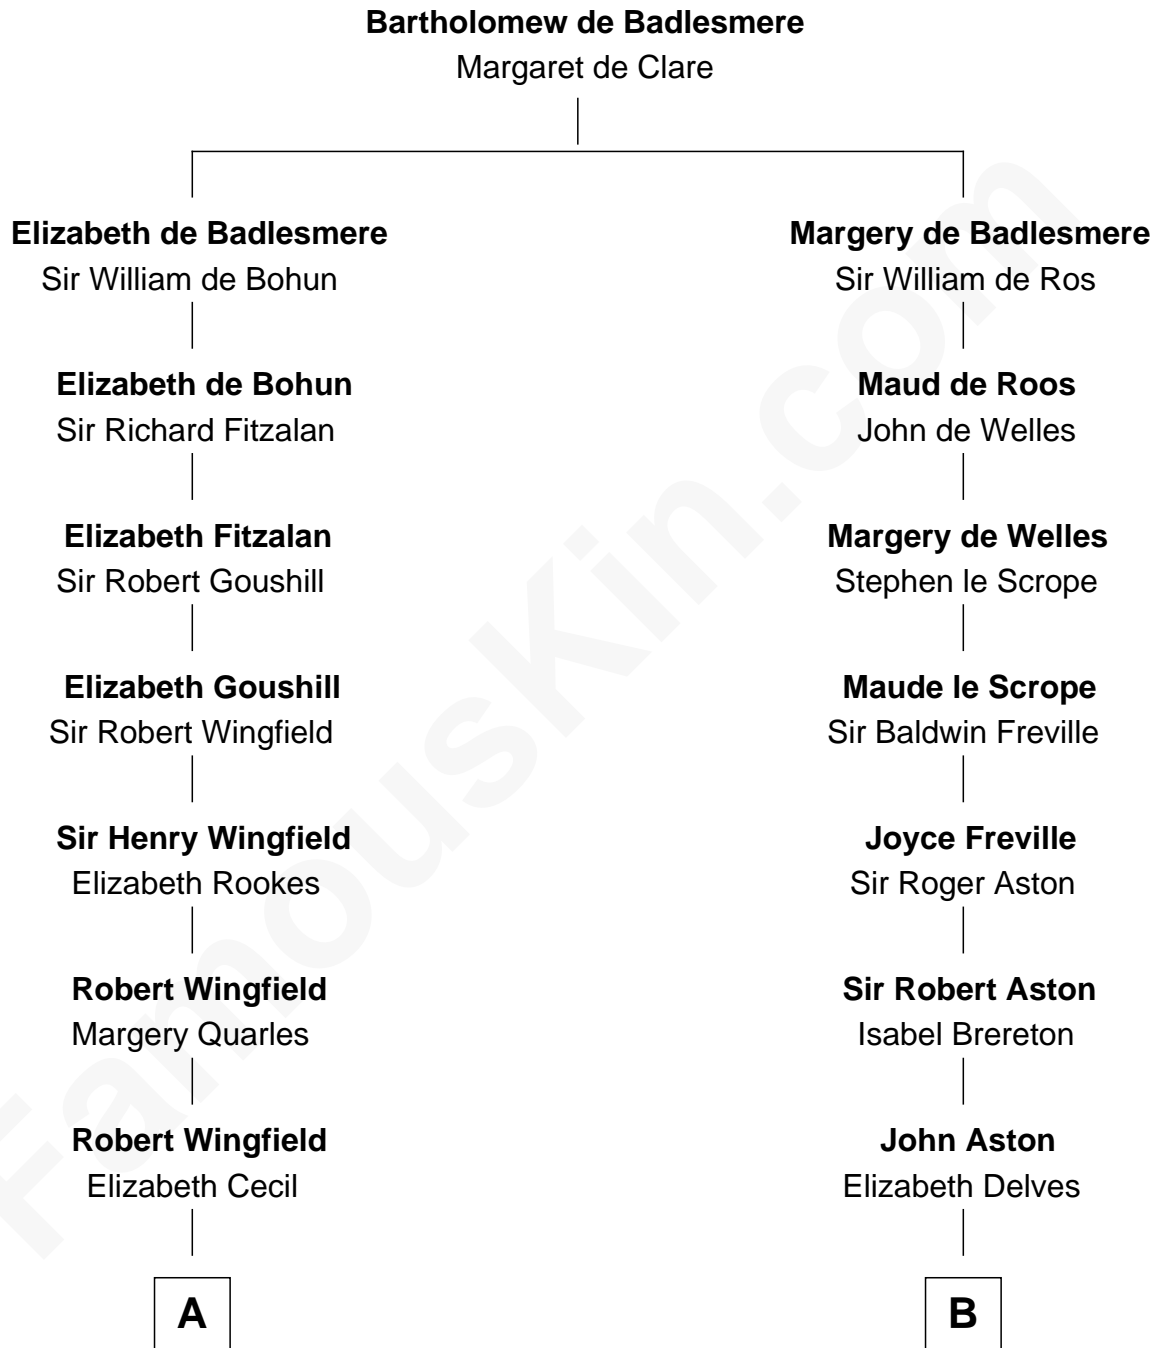 Bartholomew de Badlesmere
Margaret de Clare
Elizabeth de Badlesmere
Sir William de Bohun
Margery de Badlesmere
Sir William de Ros
Elizabeth de Bohun
Sir Richard Fitzalan
Maud de Roos
John de Welles
Elizabeth Fitzalan
Sir Robert Goushill
Margery de Welles
Stephen le Scrope
Elizabeth Goushill
Sir Robert Wingfield
Maude le Scrope
Sir Baldwin Freville
Sir Henry Wingfield
Elizabeth Rookes
Joyce Freville
Sir Roger Aston
Robert Wingfield
Margery Quarles
Sir Robert Aston
Isabel Brereton
Robert Wingfield
Elizabeth Cecil
John Aston
Elizabeth Delves
A
B
FamousKin.com